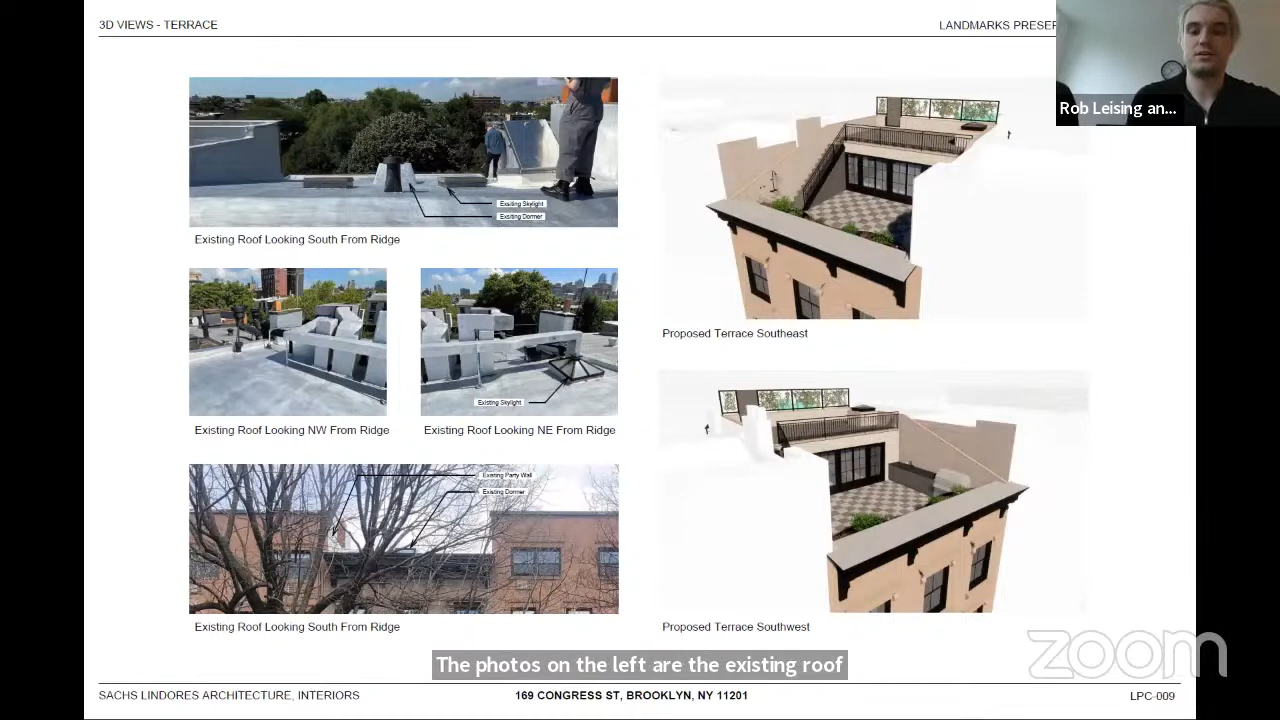 3D VIEWS - TERRACE
LANDMARKS PRESER
Rob Leising an...
Exsiting Skylight
Exsiting Dormer
Existing Roof Looking South From Ridge
Proposed Terrace Southeast
Existing Skylight
Existing Roof Looking NW From Ridge
Existing Roof Looking NE From Ridge
Existing Party Wall
Existing Dormer
Existing Roof Looking South From Ridge
Proposed Terrace Southwest
zoom
The photos on the left are the existing roof
SACHS LINDORES ARCHITECTURE, INTERIORS
169 CONGRESS ST, BROOKLYN, NY 11201
LPC-009